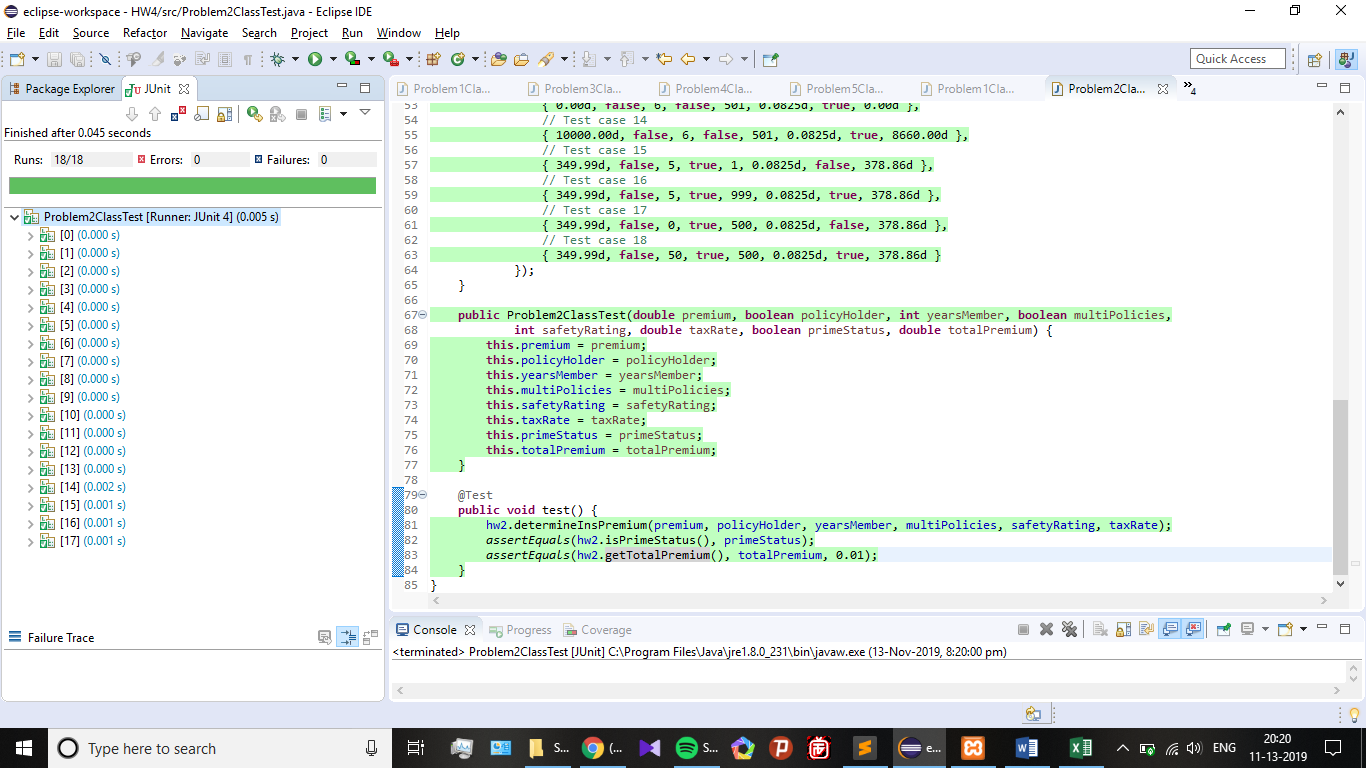 eclipse-workspace - HW4/src/Problem2ClassTest.java - Eclipse IDE
File Edit Source Refactor Navigate Search Project Run Window Help
Quick Access
Package Explorer JUnit
Finished after 0.045 seconds
Runs: 18/18 Errors: 0 Failures: 0
Problem2ClassTest [Runner: JUnit 4] (0.005 s)
[0] (0.000 s)
[1] (0.000 s)
[2] (0.000 s)
[3] (0.000 s)
[4] (0.000 s)
[5] (0.000 s)
[6] (0.000 s)
[7] (0.000 s)
[8] (0.000 s)
[9] (0.000 s)
[10] (0.000 s)
[11] (0.000 s)
[12] (0.000 s)
[13] (0.000 s)
[14] (0.002 s)
[15] (0.001 s)
[16] (0.001 s)
[17] (0.001 s)
Failure Trace
Problem1Cla... Problem3Cla... Problem4Cla... Problem5Cla... Problem1Cla... Problem2Cla... 4
53 { 0.00d, false, 6, false, 501, 0.0825d, true, 0.00d },
54 // Test case 14
55 { 10000.00d, false, 6, false, 501, 0.0825d, true, 8660.00d },
56 // Test case 15
57 { 349.99d, false, 5, true, 1, 0.0825d, false, 378.86d },
58 // Test case 16
59 { 349.99d, false, 5, true, 999, 0.0825d, true, 378.86d },
60 // Test case 17
61 { 349.99d, false, 0, true, 500, 0.0825d, false, 378.86d },
62 // Test case 18
63 { 349.99d, false, 50, true, 500, 0.0825d, true, 378.86d }
64 });
65 }
66
67 public Problem2ClassTest(double premium, boolean policyHolder, int yearsMember, boolean multiPolicies,
68 int safetyRating, double taxRate, boolean primeStatus, double totalPremium) {
69 this.premium = premium;
70 this.policyHolder = policyHolder;
71 this.yearsMember = yearsMember;
72 this.multiPolicies = multiPolicies;
73 this.safetyRating = safetyRating;
74 this.taxRate = taxRate;
75 this.primeStatus = primeStatus;
76 this.totalPremium = totalPremium;
77 }
78
79 @Test
80 public void test() {
81 hw2.determineInsPremium(premium, policyHolder, yearsMember, multiPolicies, safetyRating, taxRate);
82 assertEquals(hw2.isPrimeStatus(), primeStatus);
83 assertEquals(hw2.getTotalPremium(), totalPremium, 0.01);
84 }
85 }
Console Progress Coverage
<terminated> Problem2ClassTest [JUnit] C:\Program Files\Java\jre1.8.0_231\bin\javaw.exe (13-Nov-2019, 8:20:00 pm)
Type here to search
S... (... S... e...
ENG
20:20
11-13-2019